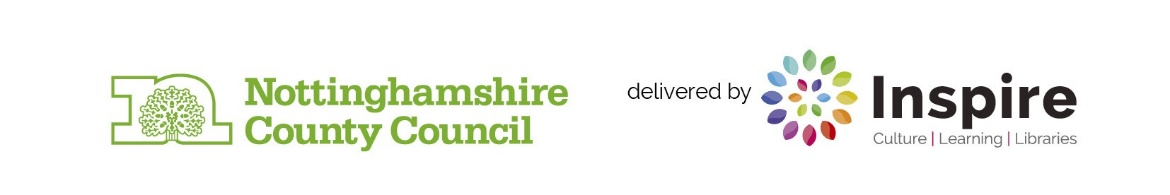 Nottinghamshire
County Council
delivered by
Inspire
Culture | Learning | Libraries